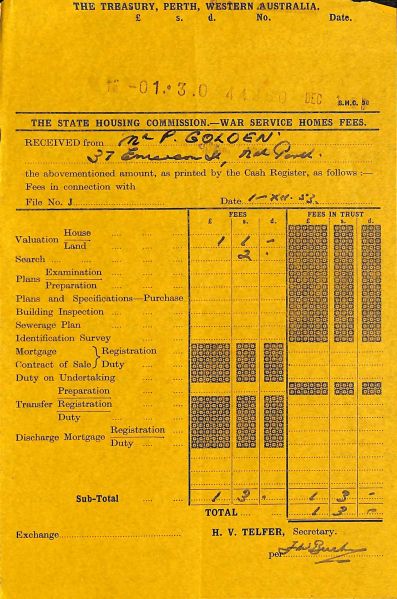 THE TREASURY, PERTH, WESTERN AUSTRALIA.
£ s. d. No. Date.
-01.3.0 DEC
S.H.C. 50
THE STATE HOUSING COMMISSION.—WAR SERVICE HOMES FEES.
RECEIVED from Mr P. GOLDEN
37 Emerson St,
the abovementioned amount, as printed by the Cash Register, as follows :—
Fees in connection with
File No. J Date 1-XII.53.
FEES FEES IN TRUST
£ s. d. £ s. d.
Valuation House
Land 1 1 -
Search 2 -
Plans Examination
Preparation
Plans and Specifications—Purchase
Building Inspection
Sewerage Plan
Identification Survey
Mortgage } Registration
Contract of Sale } Duty
Duty on Undertaking
Transfer Preparation
Registration
Duty
Discharge Mortgage Registration
Duty
Sub-Total 1 3 - 1 3 -
TOTAL 1 3 -
Exchange H. V. TELFER, Secretary.
per